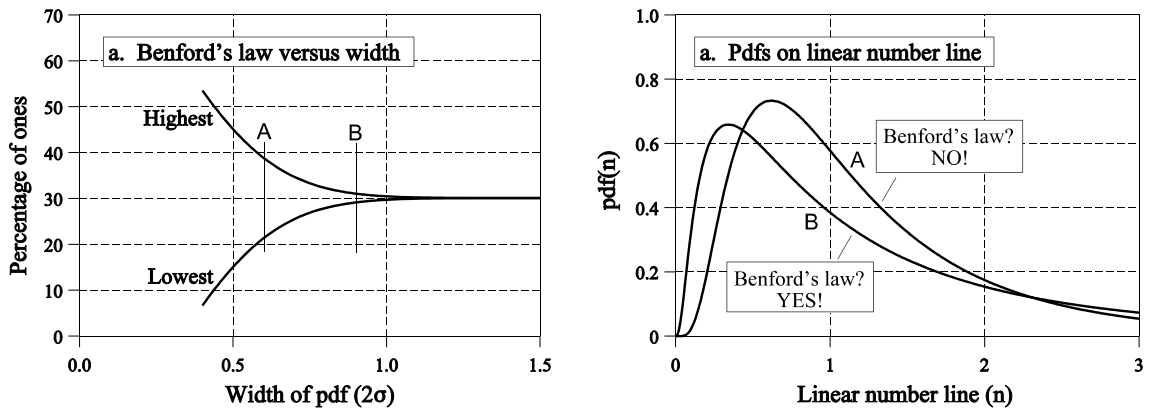 a. Benford's law versus width
Percentage of ones
70
60
50
40
30
20
10
0
Highest
Lowest
A
B
0.0
0.5
1.0
1.5
Width of pdf (2σ)
a. Pdfs on linear number line
pdf(n)
1.0
0.8
0.6
0.4
0.2
0
A
Benford's law?
NO!
B
Benford's law?
YES!
0
1
2
3
Linear number line (n)